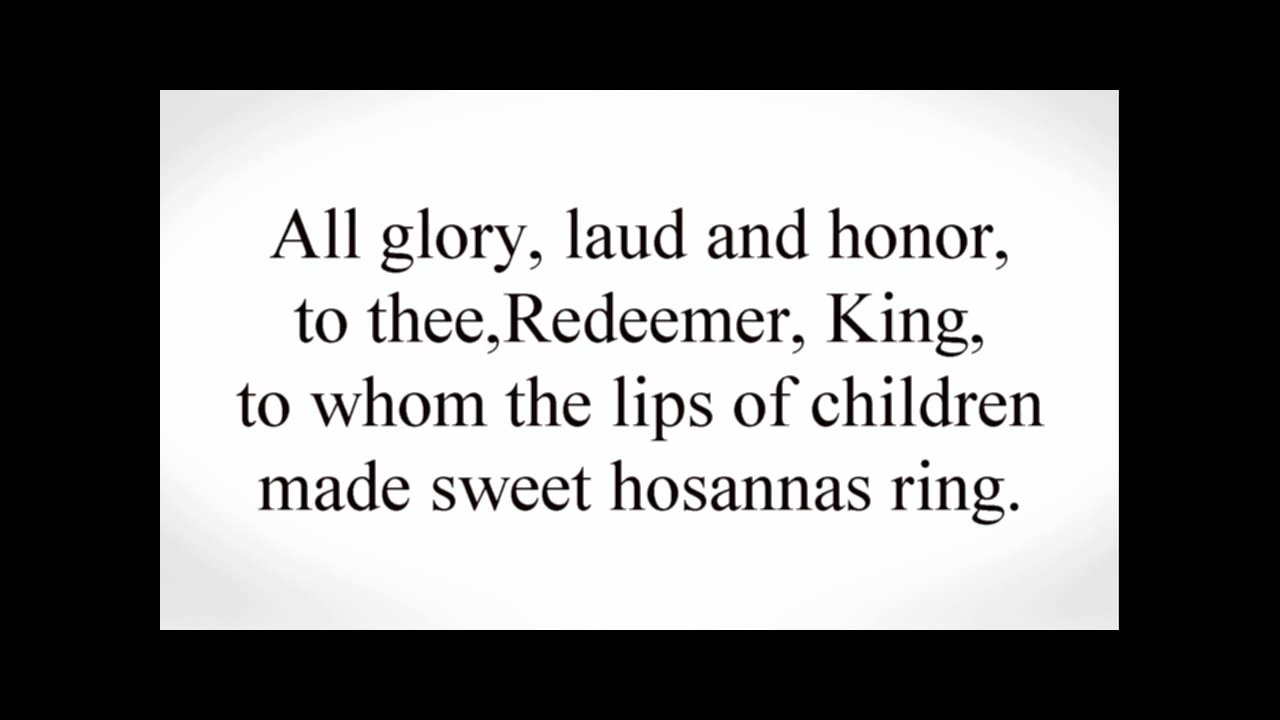 All glory, laud and honor,
to thee,Redeemer, King,
to whom the lips of children
made sweet hosannas ring.